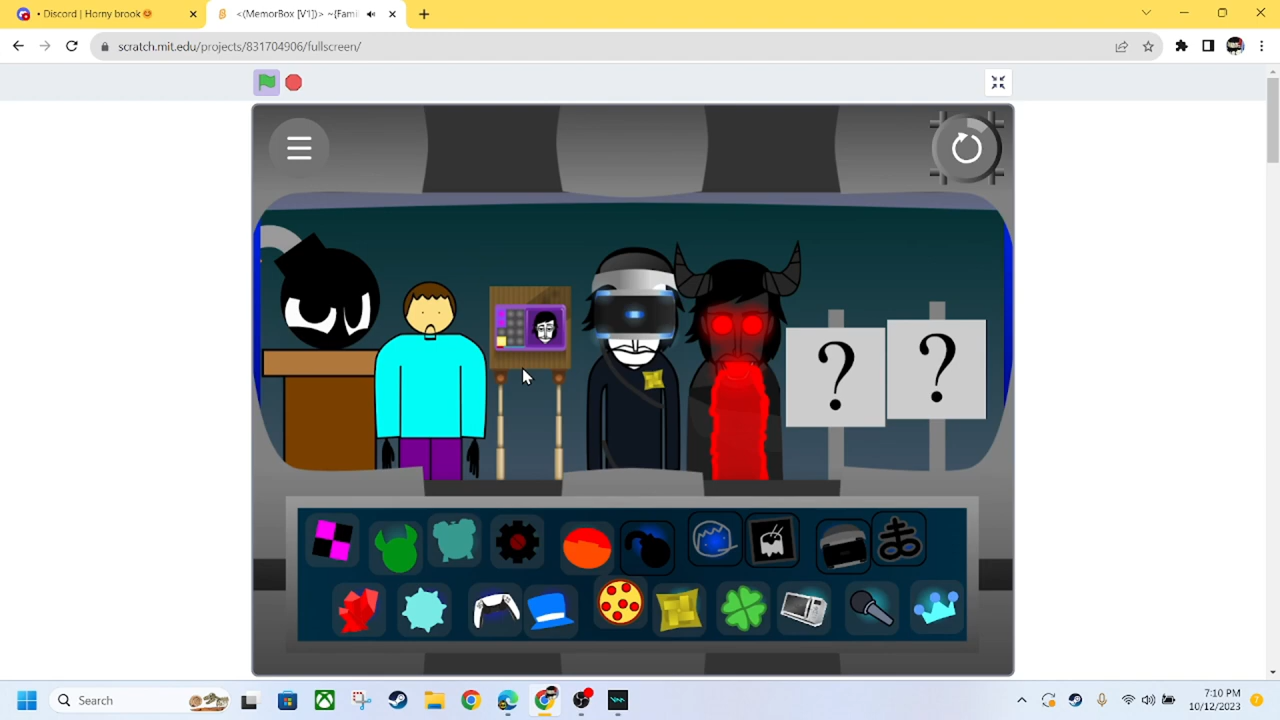 • Discord | Horny brook
<(MemorBox [V1])> ~{Fami
scratch.mit.edu/projects/831704906/fullscreen/
?
?
Search
7:10 PM
10/12/2023
7